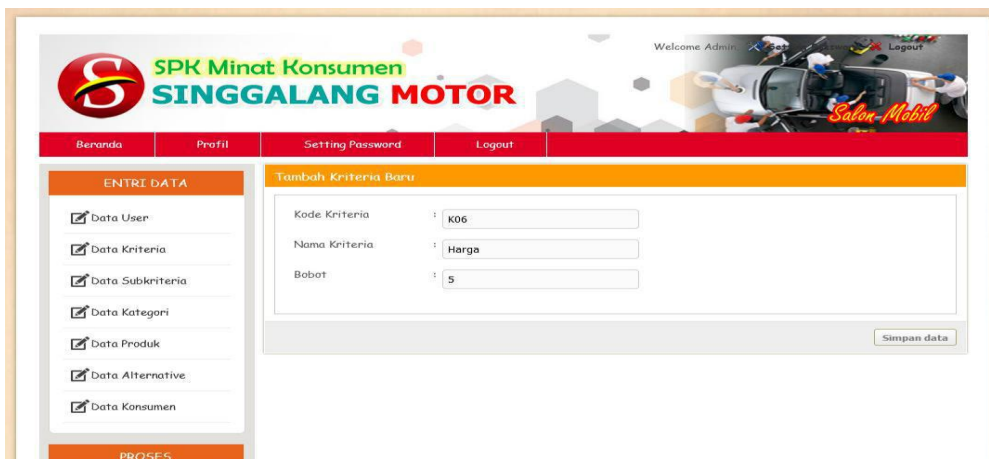 Welcome Admin
Logout
SPK Minat Konsumen
SINGGALANG MOTOR
Salon-Mobil
Beranda Profil Setting Password Logout
ENTRI DATA
Data User
Data Kriteria
Data Subkriteria
Data Kategori
Data Produk
Data Alternative
Data Konsumen
PROSES
Tambah Kriteria Baru
Kode Kriteria : K06
Nama Kriteria : Harga
Bobot : 5
Simpan data